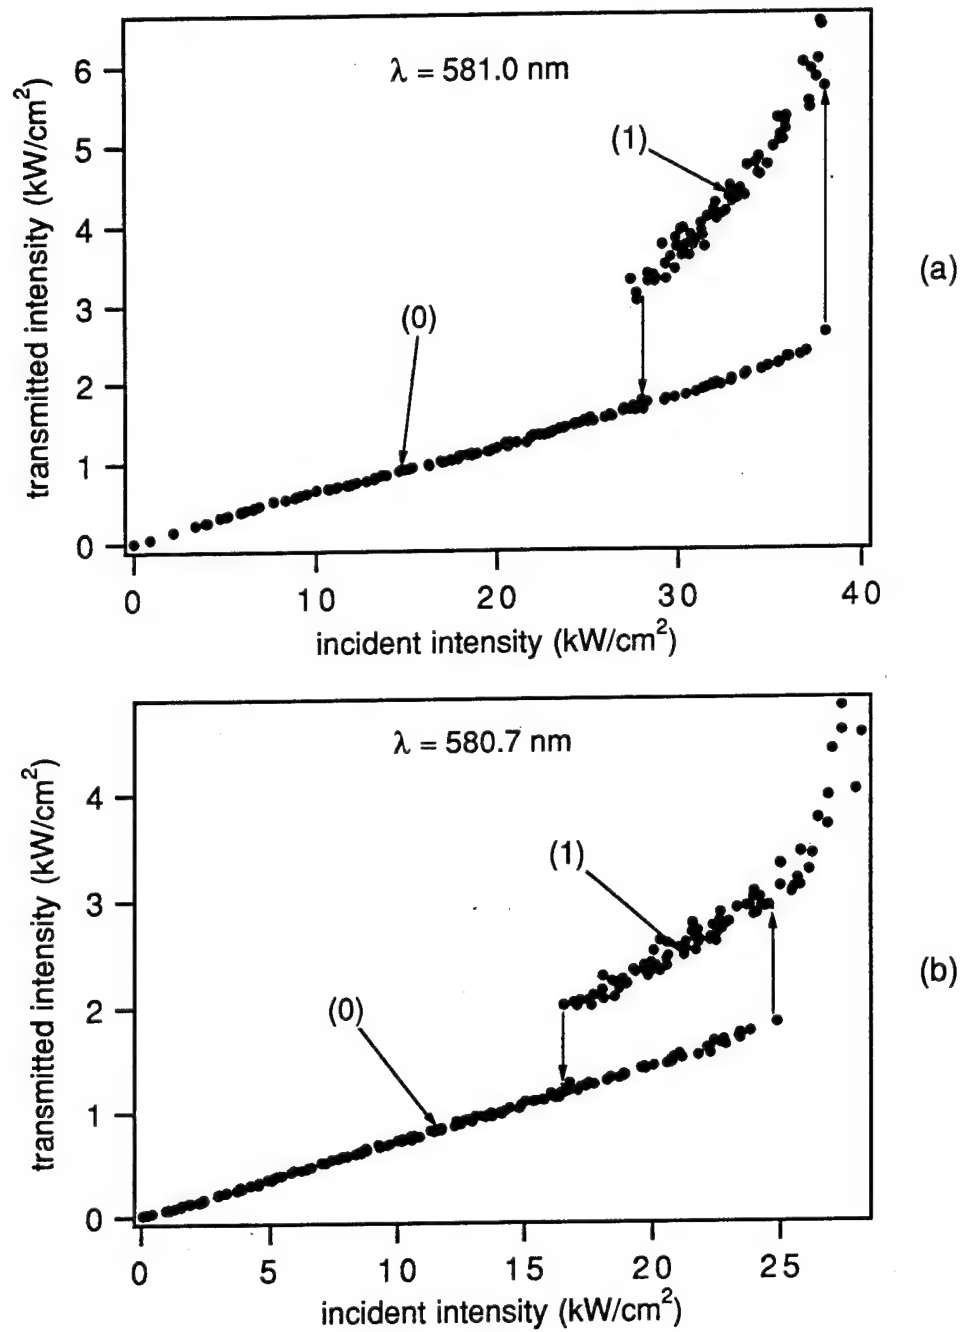 λ = 581.0 nm
transmitted intensity (kW/cm²)
6
5
4
3
2
1
0
(1)
(0)
(a)
0 10 20 30 40
incident intensity (kW/cm²)
λ = 580.7 nm
transmitted intensity (kW/cm²)
4
3
2
1
0
(1)
(0)
(b)
0 5 10 15 20 25
incident intensity (kW/cm²)